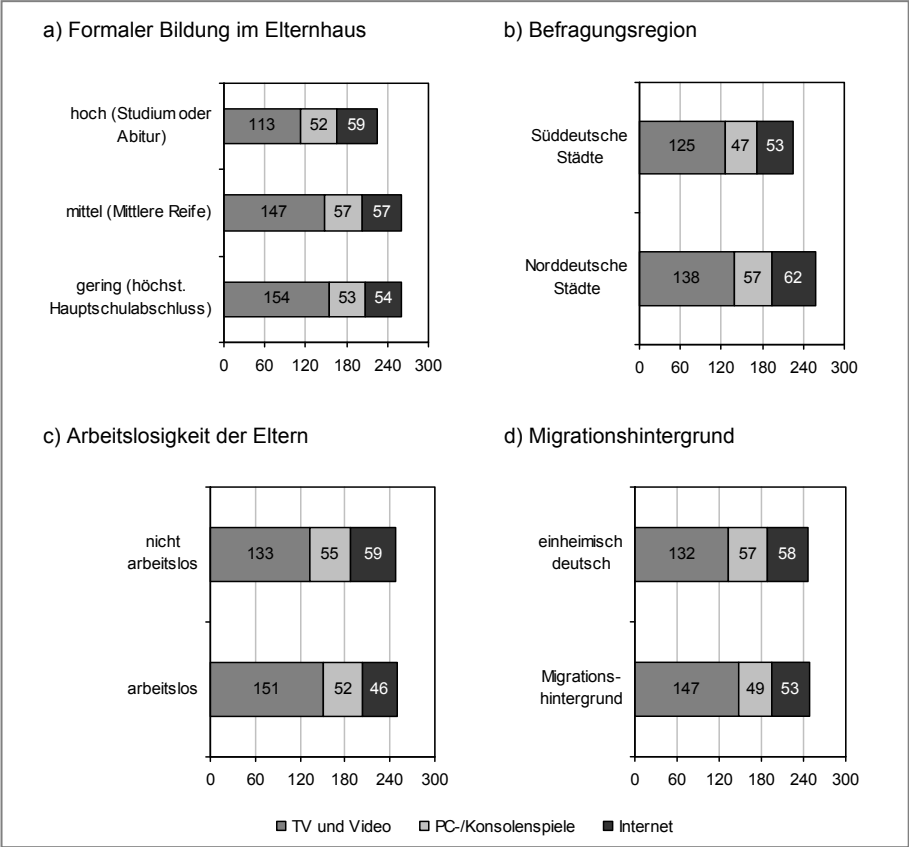 a) Formaler Bildung im Elternhaus
hoch (Studium oder
Abitur)
113 52 59
mittel (Mittlere Reife)
147 57 57
gering (höchst.
Hauptschulabschluss)
154 53 54
0 60 120 180 240 300
b) Befragungsregion
Süddeutsche
Städte
125 47 53
Norddeutsche
Städte
138 57 62
0 60 120 180 240 300
c) Arbeitslosigkeit der Eltern
nicht
arbeitslos
133 55 59
arbeitslos
151 52 46
0 60 120 180 240 300
d) Migrationshintergrund
einheimisch
deutsch
132 57 58
Migrations-
hintergrund
147 49 53
0 60 120 180 240 300
TV und Video PC-/Konsolenspiele Internet